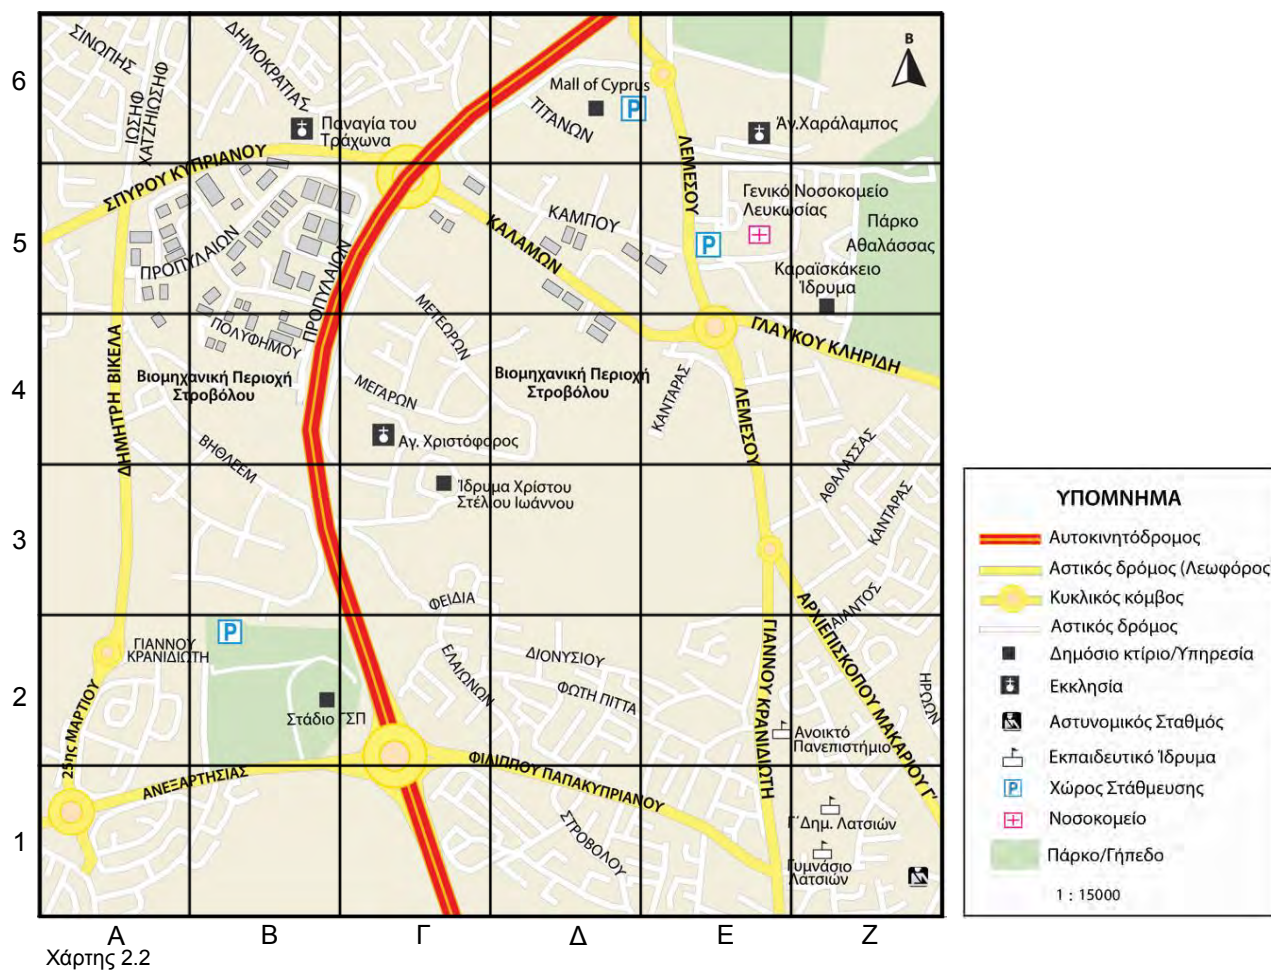 6
5
4
3
2
1
Α
Β
Γ
Δ
Ε
Ζ
Β
ΣΙΝΩΠΗΣ
ΔΗΜΟΚΡΑΤΙΑΣ
ΙΩΣΗΦ
ΧΑΤΖΗΙΩΣΗΦ
Παναγία του
Τράχωνα
Mall of Cyprus
P
ΤΙΤΑΝΩΝ
Άγ.Χαράλαμπος
ΛΕΜΕΣΟΥ
ΣΠΥΡΟΥ ΚΥΠΡΙΑΝΟΥ
Γενικό Νοσοκομείο
Λευκωσίας
P
Πάρκο
Αθαλάσσας
Καραϊσκάκειο
Ίδρυμα
ΚΑΜΠΟΥ
ΚΑΛΑΜΩΝ
ΠΡΟΠΥΛΑΙΩΝ
ΠΡΟΠΥΛΑΙΩΝ
ΜΕΤΕΩΡΩΝ
ΠΟΛΥΦΗΜΟΥ
ΓΛΑΥΚΟΥ ΚΛΗΡΙΔΗ
ΔΗΜΗΤΡΗ ΒΙΚΕΛΑ
Βιομηχανική Περιοχή
Στροβόλου
ΜΕΓΑΡΩΝ
Βιομηχανική Περιοχή
Στροβόλου
ΚΑΝΤΑΡΑΣ
ΛΕΜΕΣΟΥ
Αγ. Χριστόφορος
ΒΗΘΛΕΕΜ
ΑΘΑΛΑΣΣΑΣ
ΚΑΝΤΑΡΑΣ
Ίδρυμα Χρίστου
Στέλιου Ιωάννου
ΦΕΙΔΙΑ
ΑΙΑΝΤΟΣ
ΑΡΧΙΕΠΙΣΚΟΠΟΥ ΜΑΚΑΡΙΟΥ Γ'
P
ΓΙΑΝΝΟΥ
ΚΡΑΝΙΔΙΩΤΗ
ΕΛΑΙΩΝΩΝ
ΔΙΟΝΥΣΙΟΥ
ΦΩΤΗ ΠΙΤΤΑ
ΓΙΑΝΝΟΥ ΚΡΑΝΙΔΙΩΤΗ
ΗΡΩΩΝ
25ης ΜΑΡΤΙΟΥ
Στάδιο ΓΣΠ
Ανοικτό
Πανεπιστήμιο
ΑΝΕΞΑΡΤΗΣΙΑΣ
ΦΙΛΙΠΠΟΥ ΠΑΠΑΚΥΠΡΙΑΝΟΥ
ΣΤΡΟΒΟΛΟΥ
Γ΄Δημ. Λατσιών
Γυμνάσιο
Λατσιών
Χάρτης 2.2
ΥΠΟΜΝΗΜΑ
Αυτοκινητόδρομος
Αστικός δρόμος (Λεωφόρος)
Κυκλικός κόμβος
Αστικός δρόμος
Δημόσιο κτίριο/Υπηρεσία
Εκκλησία
Αστυνομικός Σταθμός
Εκπαιδευτικό Ίδρυμα
P Χώρος Στάθμευσης
Νοσοκομείο
Πάρκο/Γήπεδο
1 : 15000